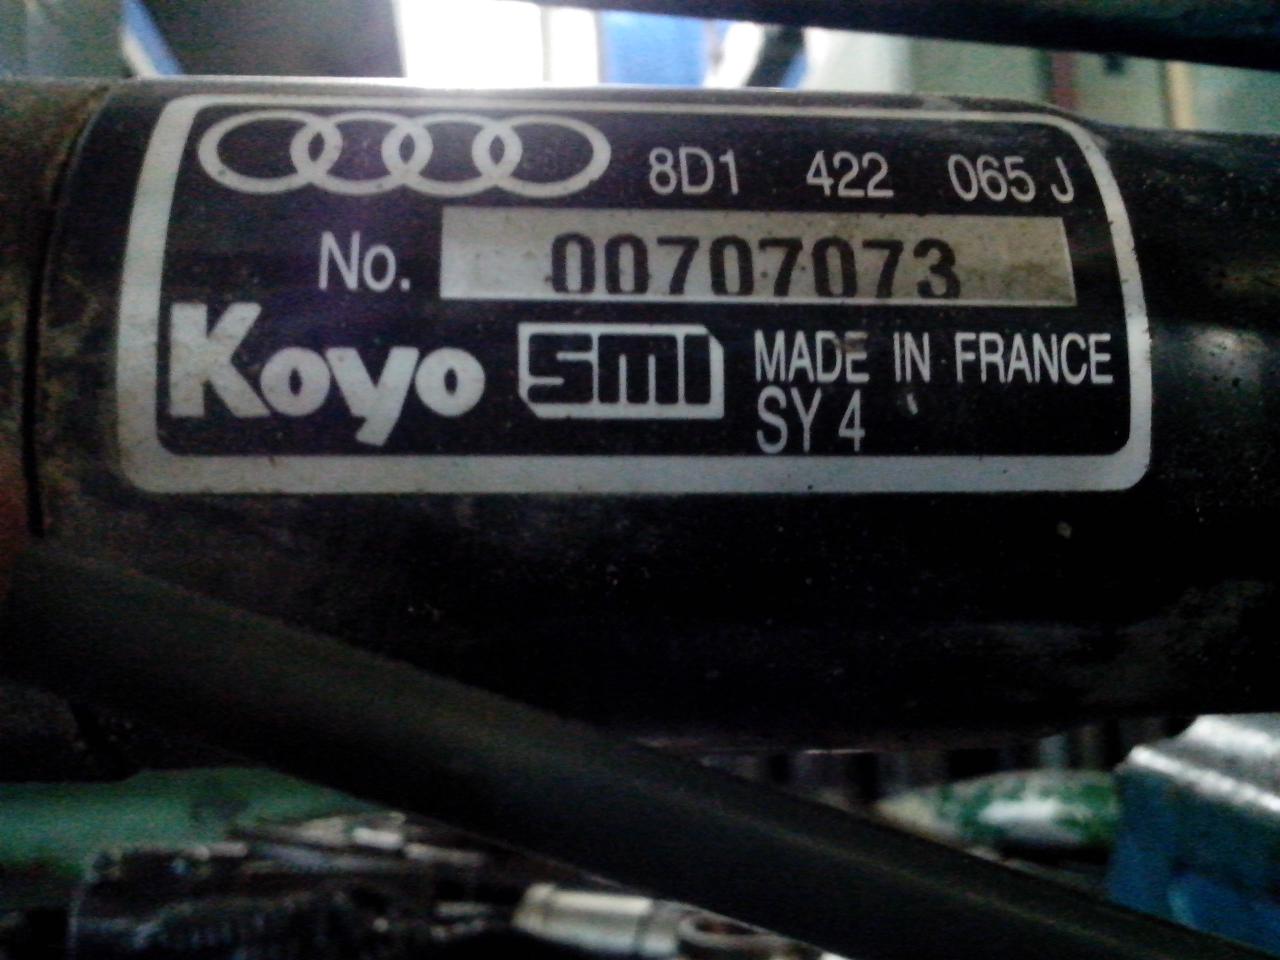 8D1 422 065 J
No. 00707073
Koyo SMI MADE IN FRANCE
SY 4